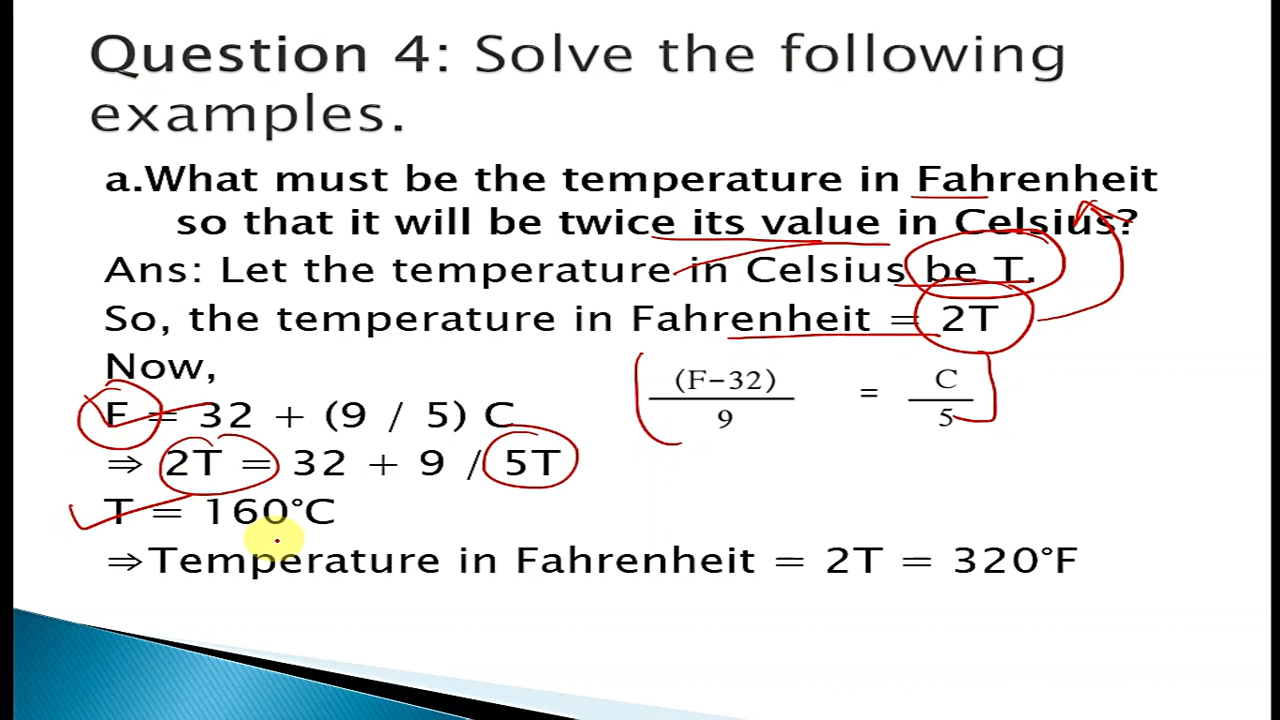 Question 4: Solve the following
examples.
a.What must be the temperature in Fahrenheit
so that it will be twice its value in Celsius?
Ans: Let the temperature in Celsius be T.
So, the temperature in Fahrenheit = 2T
Now,
(F-32)/9 = C/5
F = 32 + (9 / 5) C
⇒ 2T = 32 + 9 / 5T
T = 160°C
⇒Temperature in Fahrenheit = 2T = 320°F